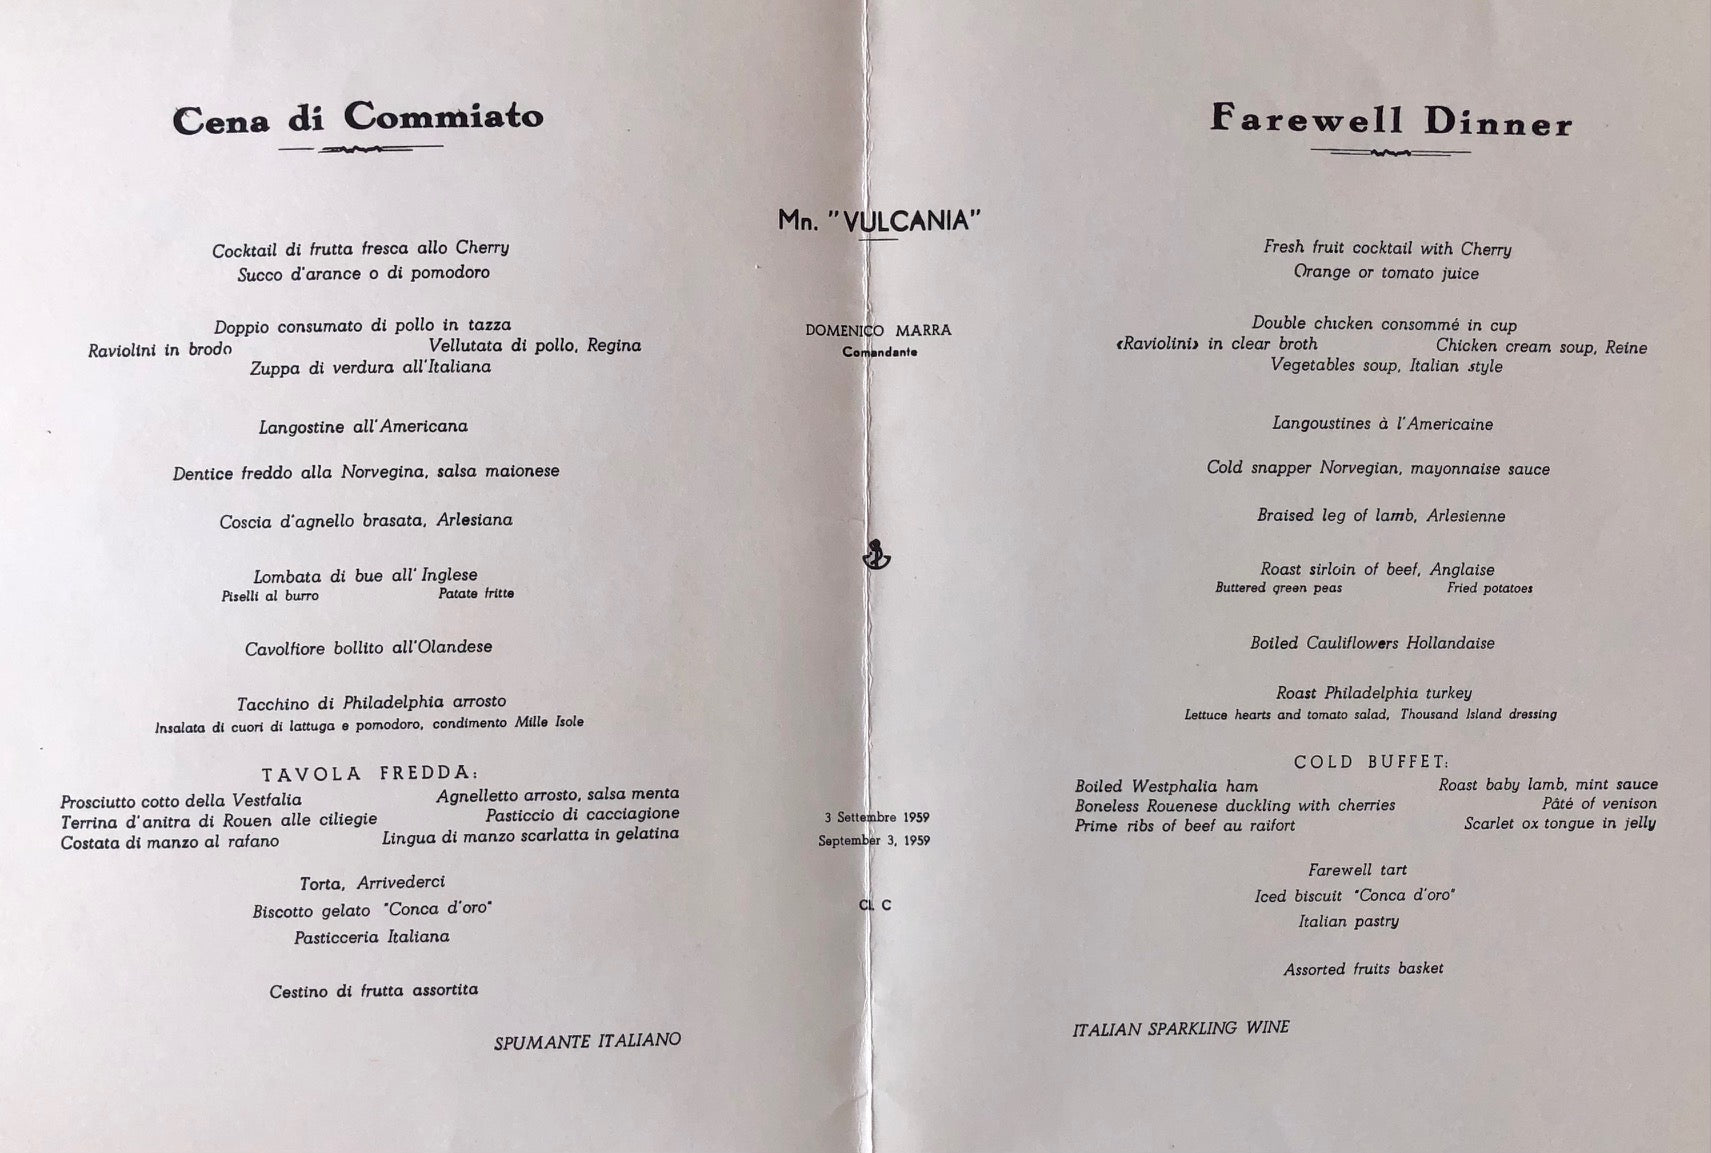 Cena di Commiato
Cocktail di frutta fresca allo Cherry
Succo d'arance o di pomodoro
Doppio consumato di pollo in tazza
Raviolini in brodo Vellutata di pollo, Regina
Zuppa di verdura all'Italiana
Langostine all'Americana
Dentice freddo alla Norvegina, salsa maionese
Coscia d'agnello brasata, Arlesiana
Lombata di bue all' Inglese
Piselli al burro Patate fritte
Cavolfiore bollito all'Olandese
Tacchino di Philadelphia arrosto
Insalata di cuori di lattuga e pomodoro, condimento Mille Isole
TAVOLA FREDDA:
Prosciutto cotto della Vestfalia Agnelletto arrosto, salsa menta
Terrina d'anitra di Rouen alle ciliegie Pasticcio di cacciagione
Costata di manzo al rafano Lingua di manzo scarlatta in gelatina
Torta, Arrivederci
Biscotto gelato "Conca d'oro"
Pasticceria Italiana
Cestino di frutta assortita
SPUMANTE ITALIANO
Mn. "VULCANIA"
DOMENICO MARRA
Comandante
3 Settembre 1959
September 3, 1959
Cl. C
Farewell Dinner
Fresh fruit cocktail with Cherry
Orange or tomato juice
Double chicken consommé in cup
«Raviolini» in clear broth Chicken cream soup, Reine
Vegetables soup, Italian style
Langoustines à l'Americaine
Cold snapper Norvegian, mayonnaise sauce
Braised leg of lamb, Arlesienne
Roast sirloin of beef, Anglaise
Buttered green peas Fried potatoes
Boiled Cauliflowers Hollandaise
Roast Philadelphia turkey
Lettuce hearts and tomato salad, Thousand Island dressing
COLD BUFFET:
Boiled Westphalia ham Roast baby lamb, mint sauce
Boneless Rouenese duckling with cherries Pâté of venison
Prime ribs of beef au raifort Scarlet ox tongue in jelly
Farewell tart
Iced biscuit "Conca d'oro"
Italian pastry
Assorted fruits basket
ITALIAN SPARKLING WINE